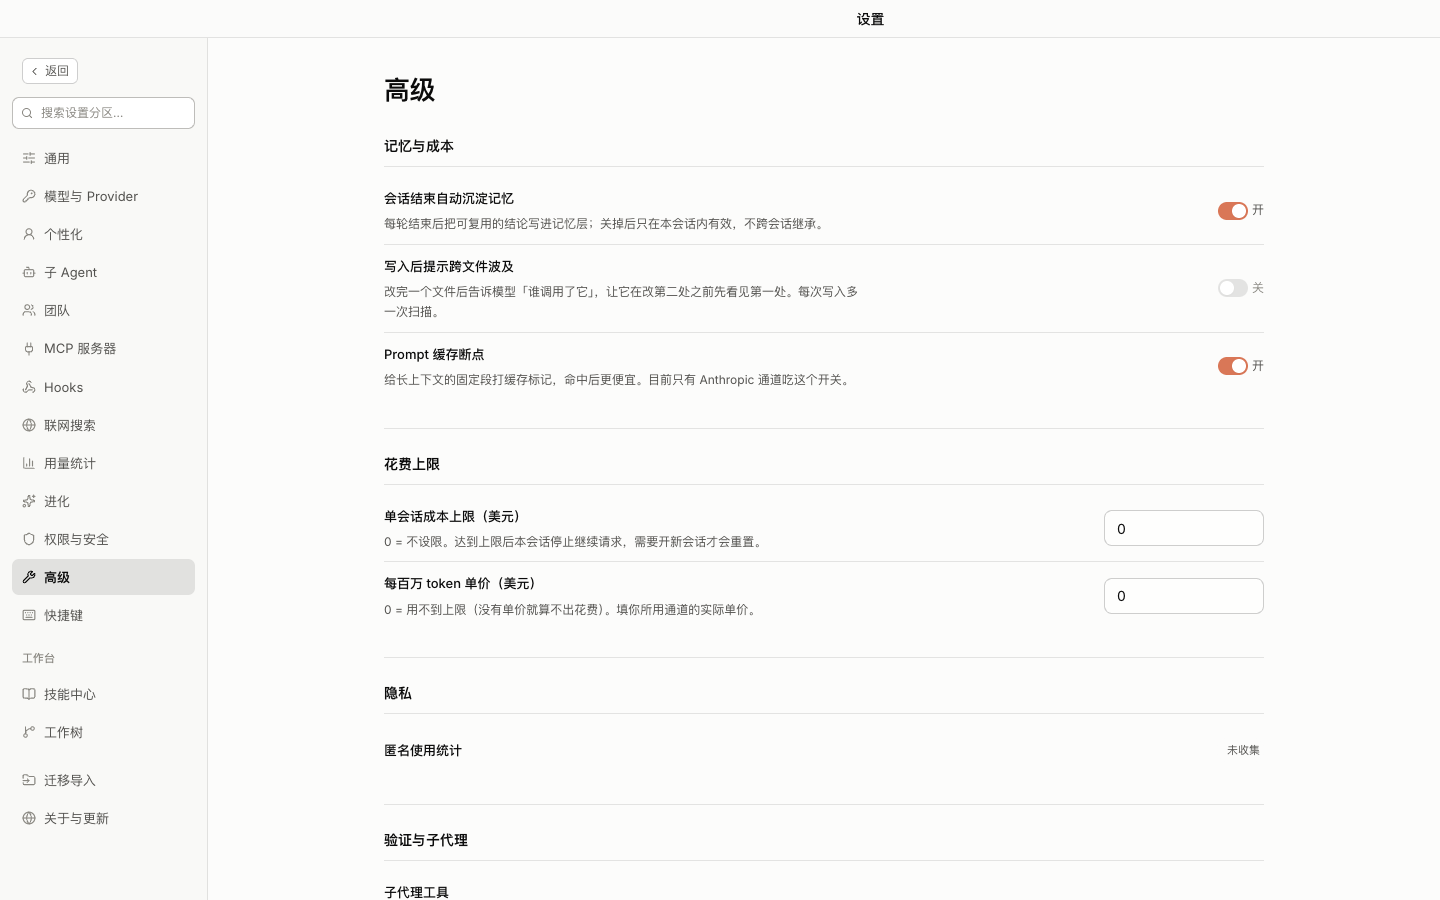 设置
返回
搜索设置分区...
通用
模型与 Provider
个性化
子 Agent
团队
MCP 服务器
Hooks
联网搜索
用量统计
进化
权限与安全
高级
快捷键
工作台
技能中心
工作树
迁移导入
关于与更新
高级
记忆与成本
会话结束自动沉淀记忆
每轮结束后把可复用的结论写进记忆层；关掉后只在本会话内有效，不跨会话继承。
开
写入后提示跨文件波及
改完一个文件后告诉模型「谁调用了它」，让它在改第二处之前先看见第一处。每次写入多
一次扫描。
关
Prompt 缓存断点
给长上下文的固定段打缓存标记，命中后更便宜。目前只有 Anthropic 通道吃这个开关。
开
花费上限
单会话成本上限（美元）
0 = 不设限。达到上限后本会话停止继续请求，需要开新会话才会重置。
0
每百万 token 单价（美元）
0 = 用不到上限（没有单价就算不出花费）。填你所用通道的实际单价。
0
隐私
匿名使用统计
未收集
验证与子代理
子代理工具